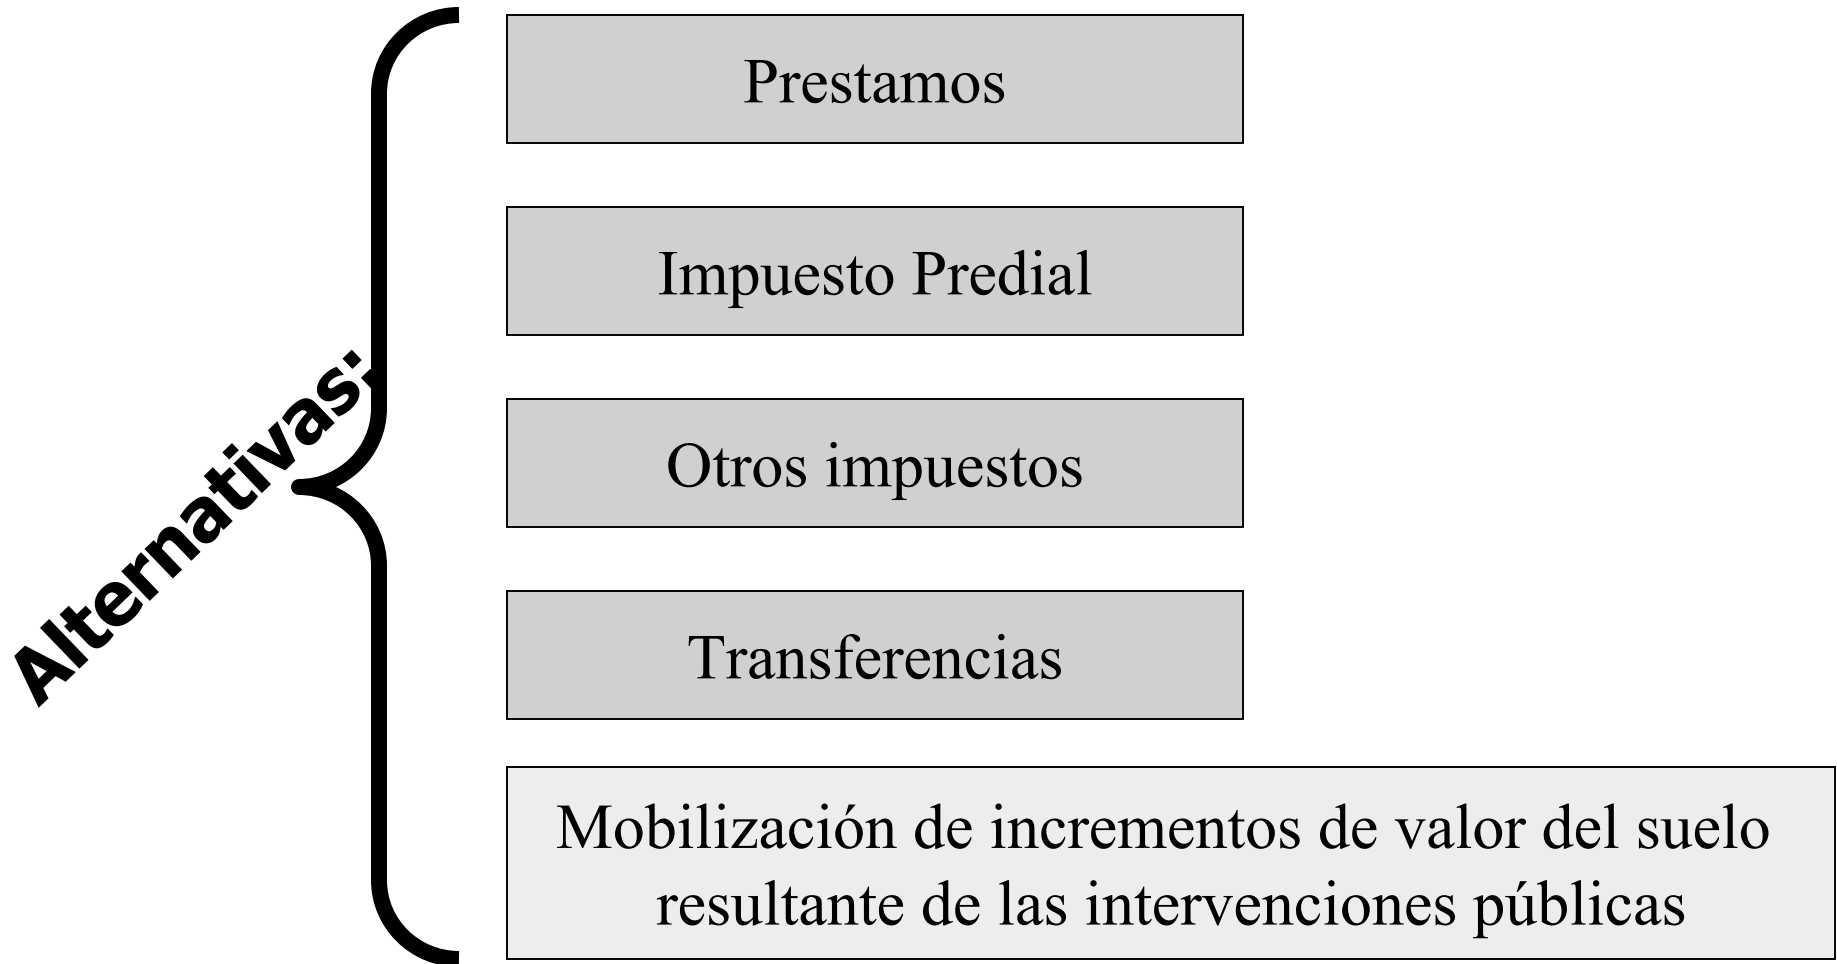 Alternativas:
Prestamos
Impuesto Predial
Otros impuestos
Transferencias
Mobilización de incrementos de valor del suelo
resultante de las intervenciones públicas